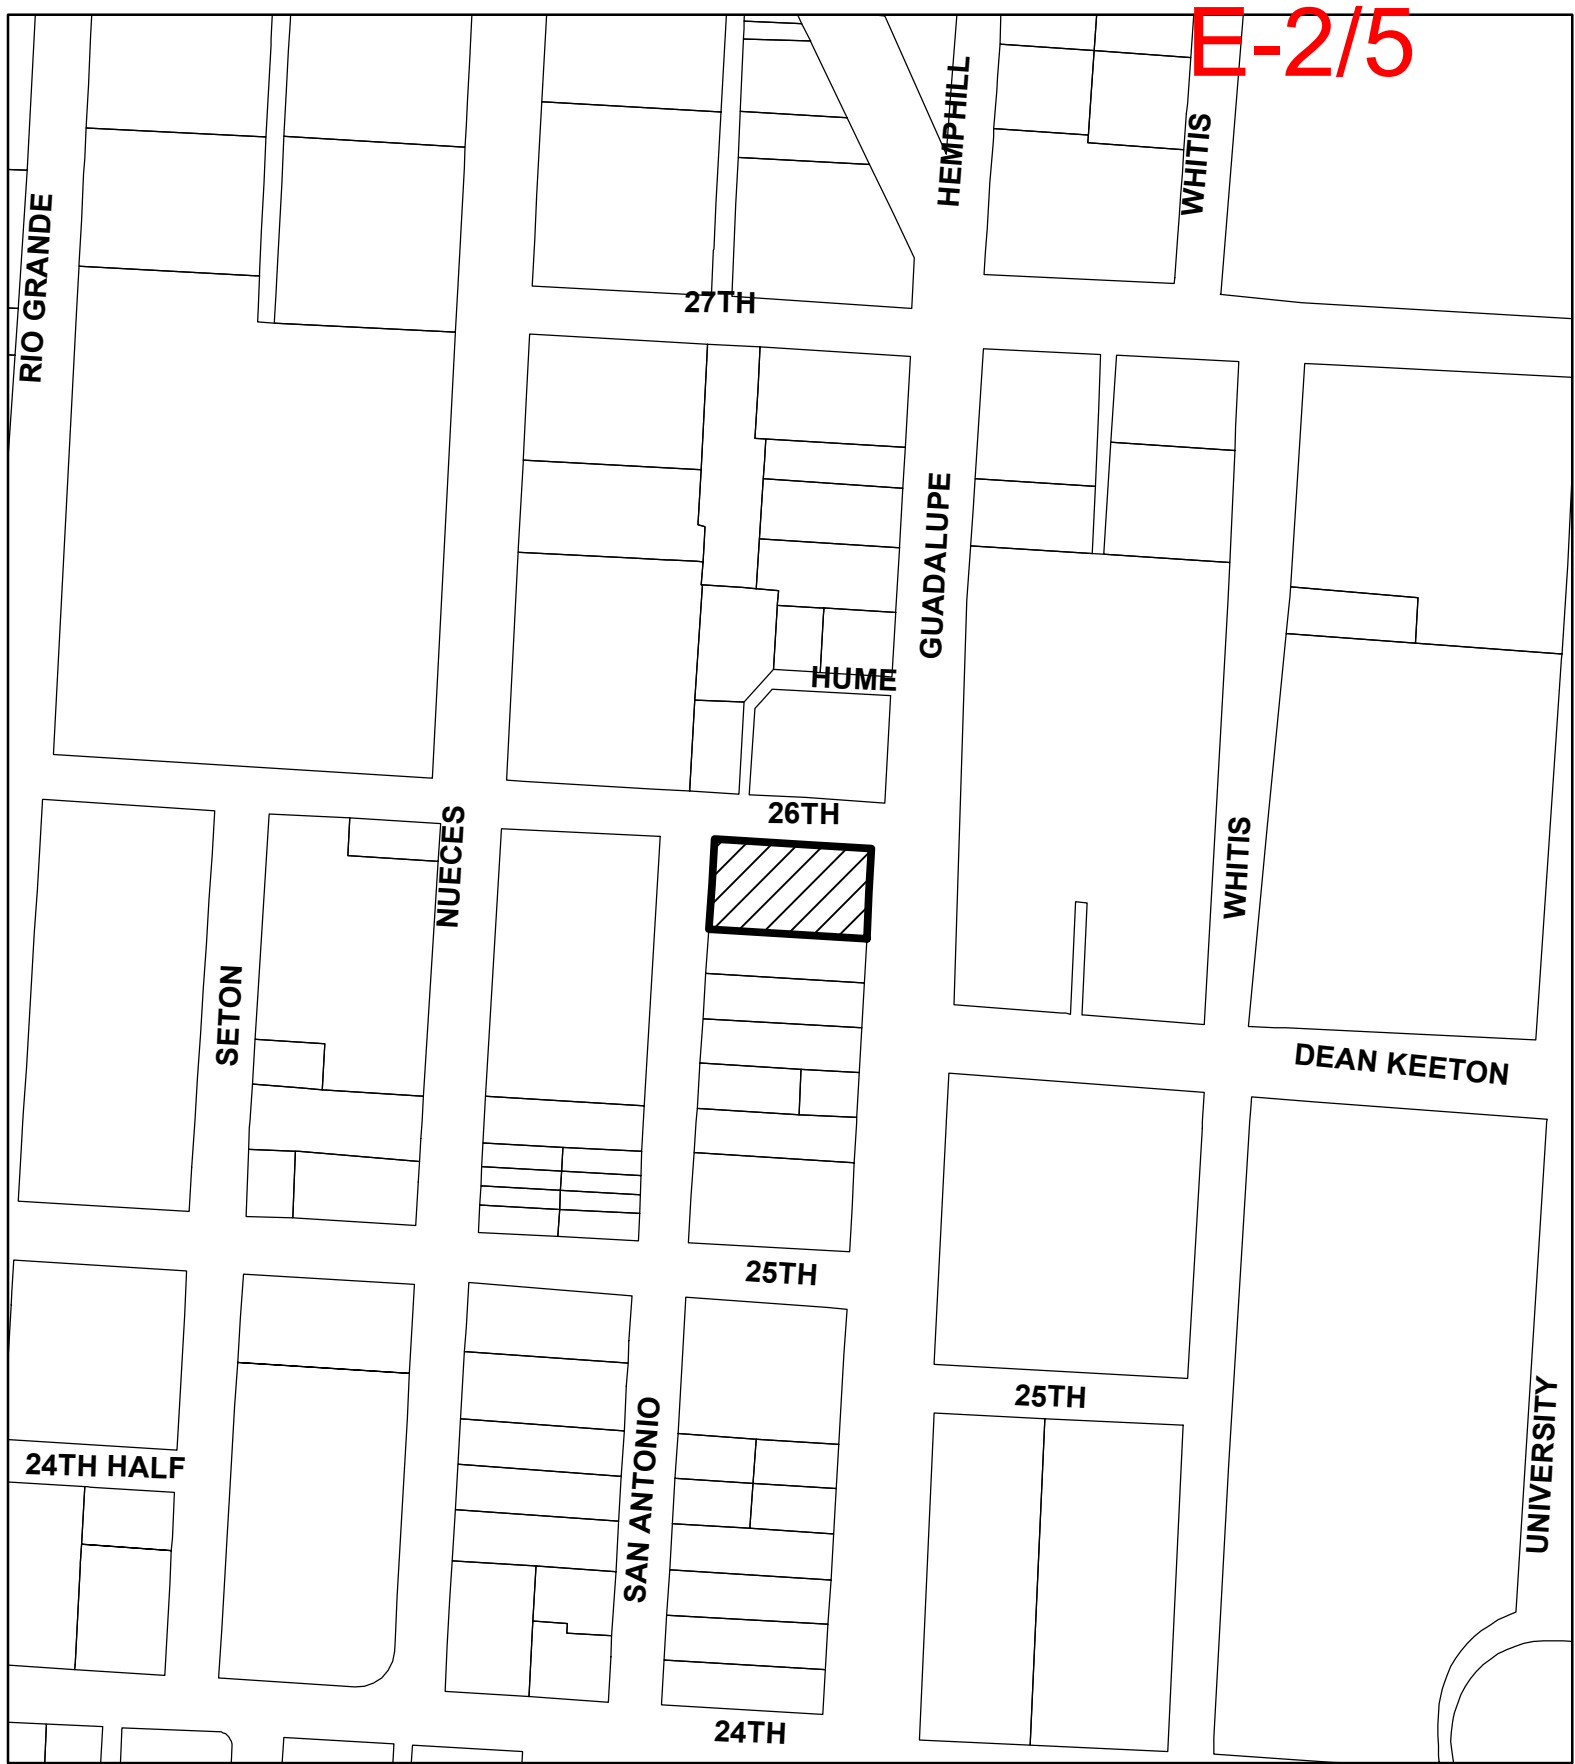 E-2/5
HEMPHILL
WHITIS
RIO GRANDE
27TH
GUADALUPE
HUME
26TH
NUECES
WHITIS
SETON
DEAN KEETON
25TH
25TH
UNIVERSITY
24TH HALF
SAN ANTONIO
24TH